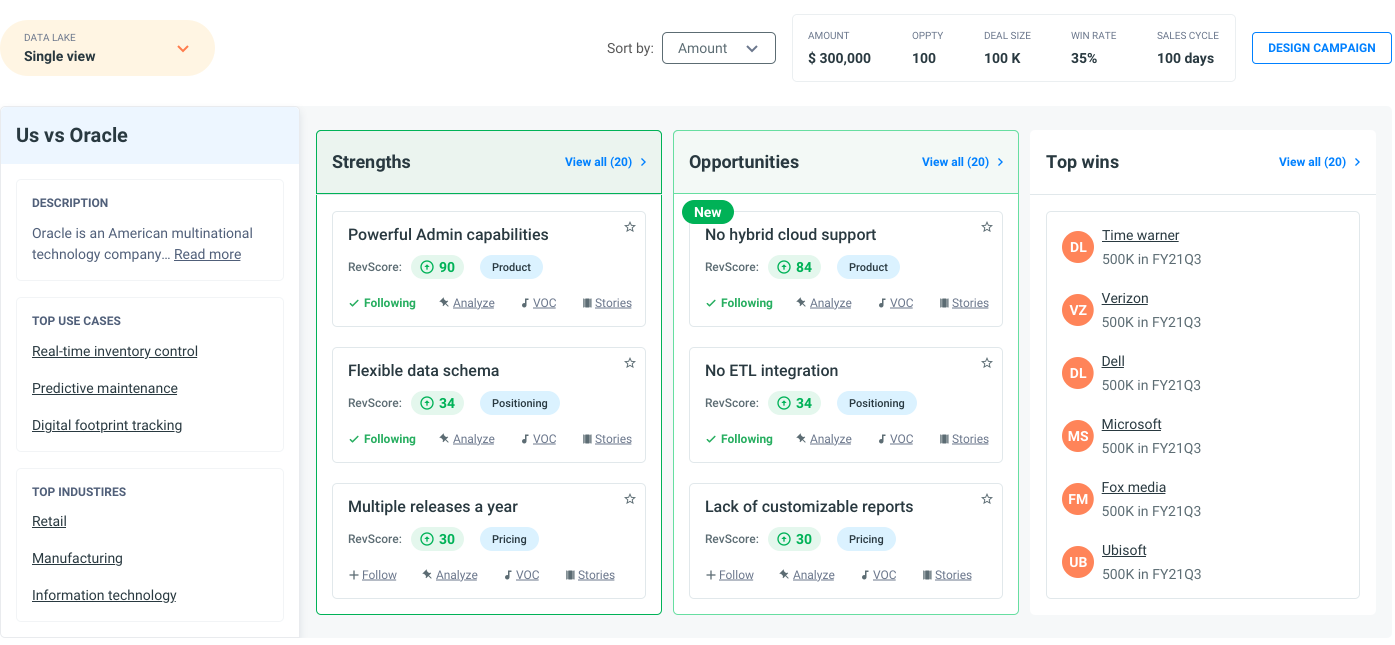 DATA LAKE
Single view
Sort by:
Amount
AMOUNT
$ 300,000
OPPTY
100
DEAL SIZE
100 K
WIN RATE
35%
SALES CYCLE
100 days
DESIGN CAMPAIGN
Us vs Oracle
DESCRIPTION
Oracle is an American multinational
technology company... Read more
TOP USE CASES
Real-time inventory control
Predictive maintenance
Digital footprint tracking
TOP INDUSTIRES
Retail
Manufacturing
Information technology
Strengths
View all (20)
Powerful Admin capabilities
RevScore: 90 Product
Following Analyze VOC Stories
Flexible data schema
RevScore: 34 Positioning
Following Analyze VOC Stories
Multiple releases a year
RevScore: 30 Pricing
Follow Analyze VOC Stories
Opportunities
View all (20)
New
No hybrid cloud support
RevScore: 84 Product
Following Analyze VOC Stories
No ETL integration
RevScore: 34 Positioning
Following Analyze VOC Stories
Lack of customizable reports
RevScore: 30 Pricing
Follow Analyze VOC Stories
Top wins
View all (20)
DL
Time warner
500K in FY21Q3
VZ
Verizon
500K in FY21Q3
DL
Dell
500K in FY21Q3
MS
Microsoft
500K in FY21Q3
FM
Fox media
500K in FY21Q3
UB
Ubisoft
500K in FY21Q3